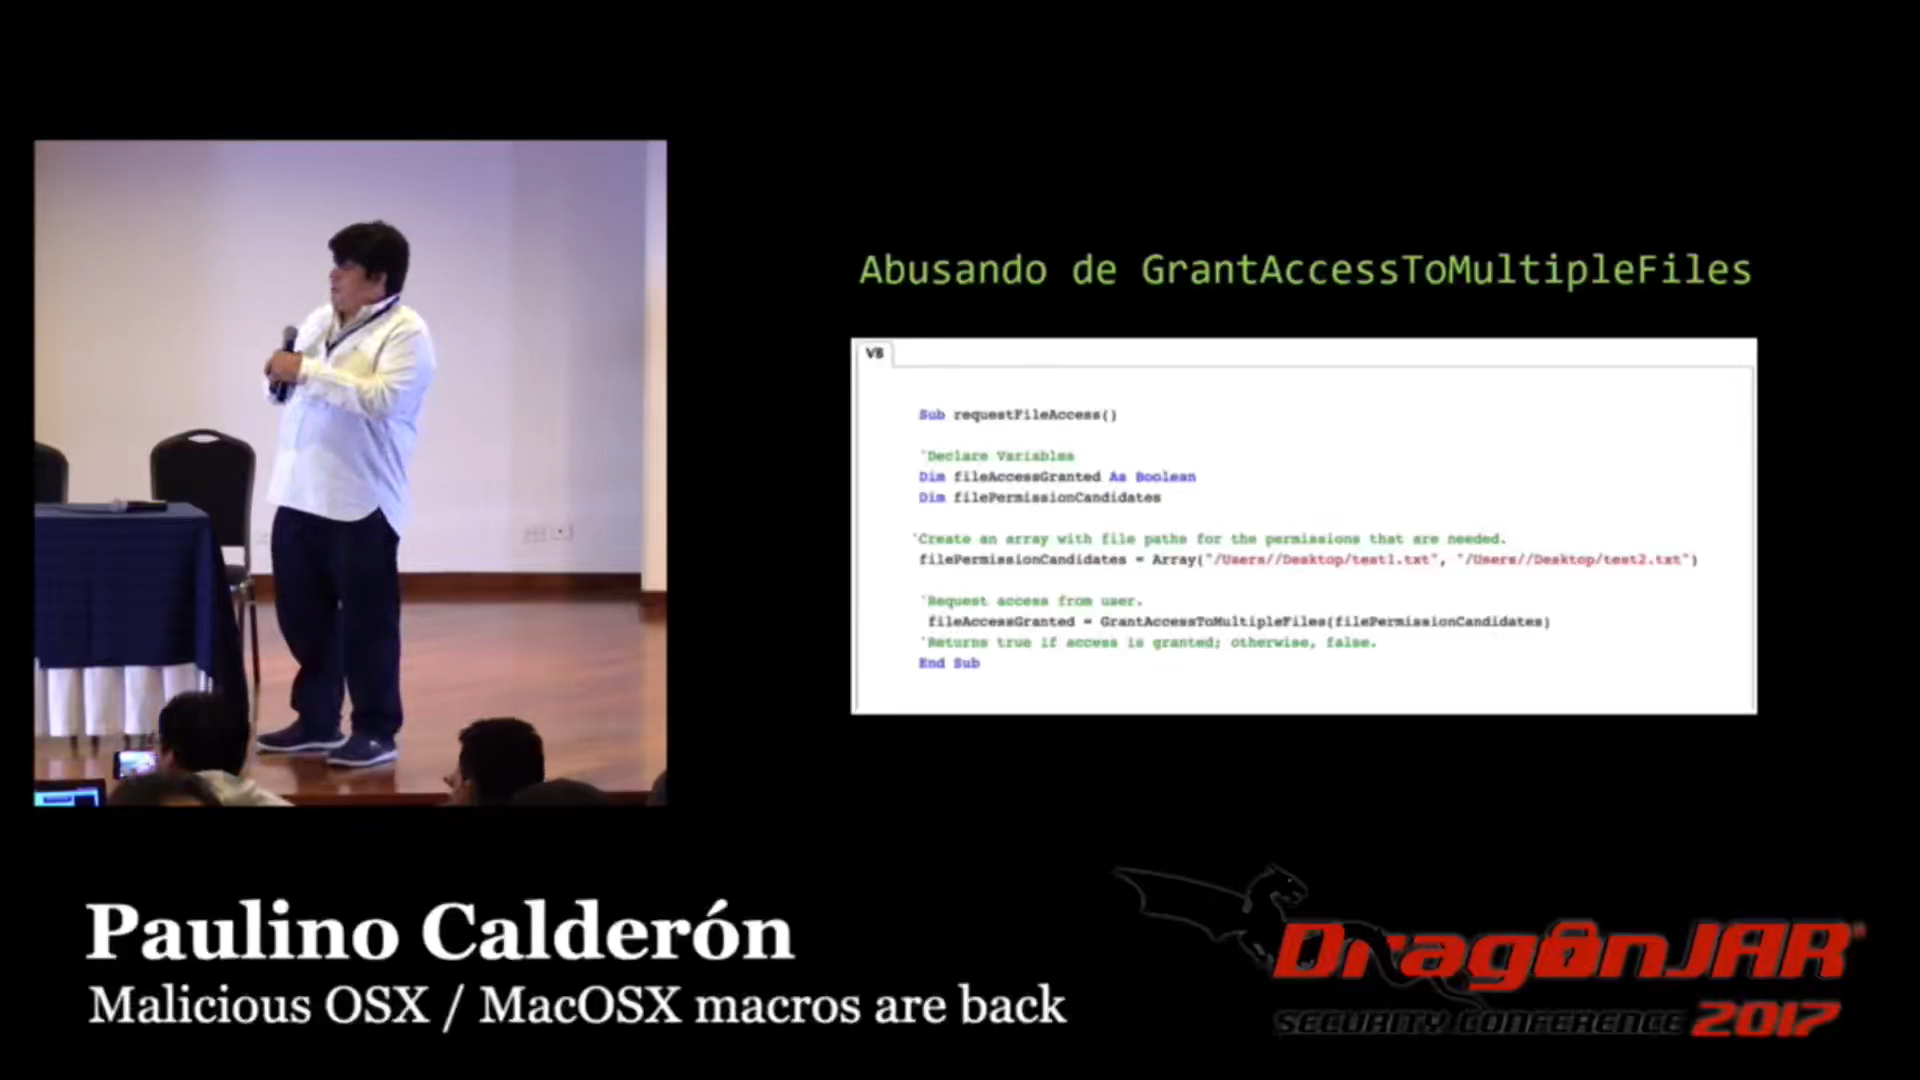 Abusando de GrantAccessToMultipleFiles
VB
Sub requestFileAccess()
'Declare Variables
Dim fileAccessGranted As Boolean
Dim filePermissionCandidates
'Create an array with file paths for the permissions that are needed.
filePermissionCandidates = Array("/Users//Desktop/test1.txt", "/Users//Desktop/test2.txt")
'Request access from user.
fileAccessGranted = GrantAccessToMultipleFiles(filePermissionCandidates)
'Returns true if access is granted; otherwise, false.
End Sub
Paulino Calderón
Malicious OSX / MacOSX macros are back
DragonJAR
SECURITY CONFERENCE 2017